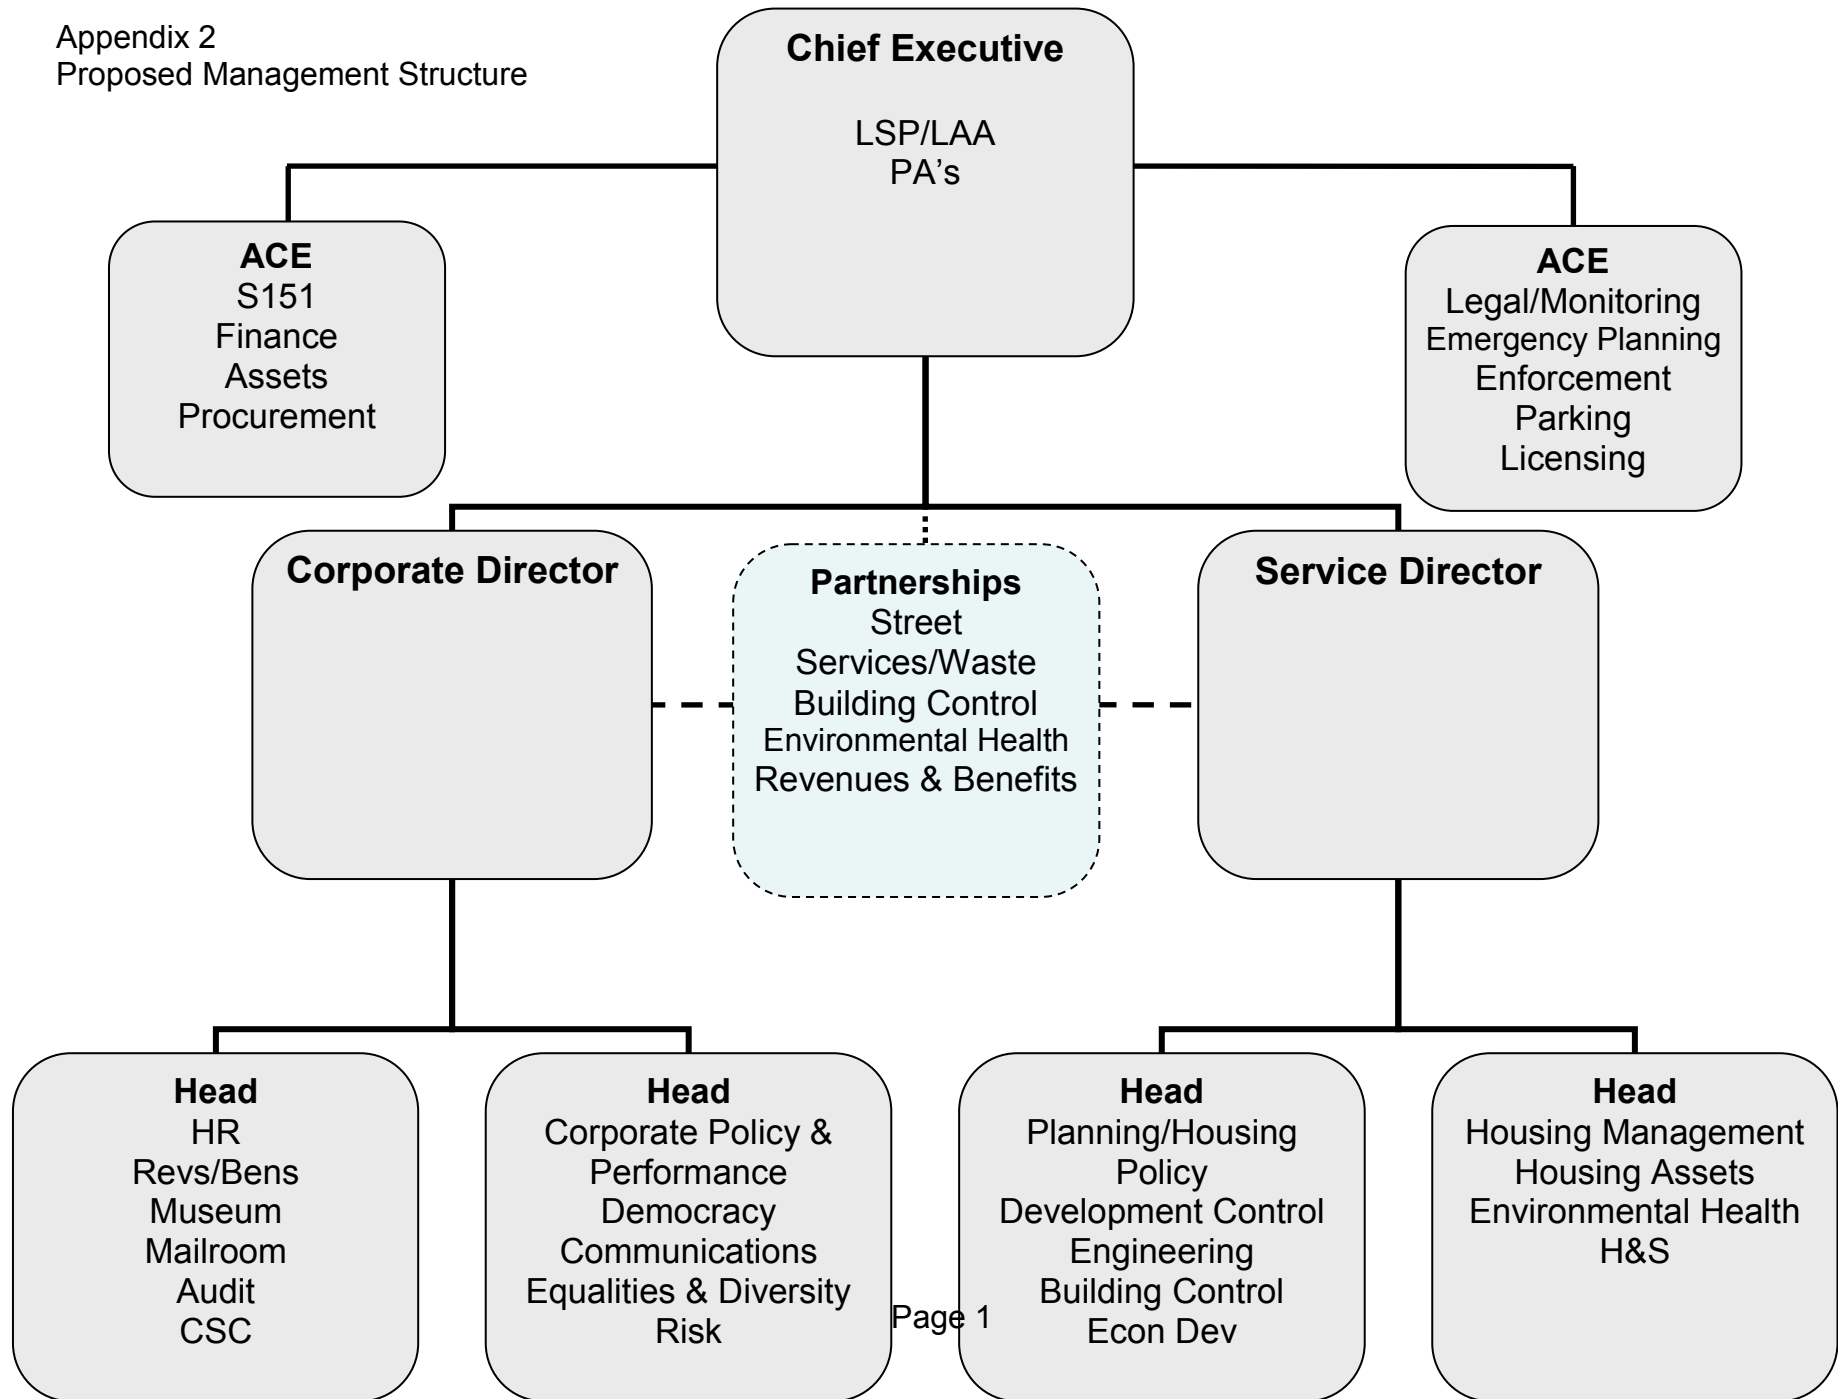 Appendix 2
Proposed Management Structure
Chief Executive
LSP/LAA
PA’s
ACE
S151
Finance
Assets
Procurement
ACE
Legal/Monitoring
Emergency Planning
Enforcement
Parking
Licensing
Corporate Director
Partnerships
Street
Services/Waste
Building Control
Environmental Health
Revenues & Benefits
Service Director
Head
HR
Revs/Bens
Museum
Mailroom
Audit
CSC
Head
Corporate Policy &
Performance
Democracy
Communications
Equalities & Diversity
Risk
Head
Planning/Housing
Policy
Development Control
Engineering
Building Control
Econ Dev
Head
Housing Management
Housing Assets
Environmental Health
H&S
Page 1